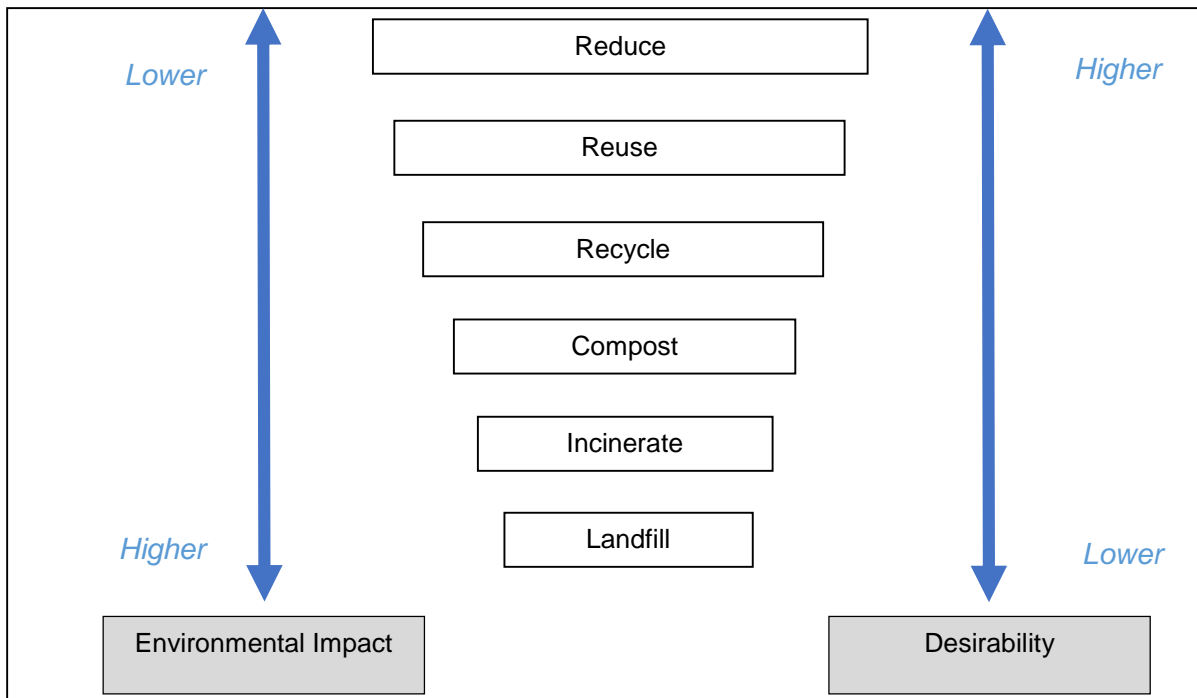 Reduce
Lower
Higher
Reuse
Recycle
Compost
Incinerate
Landfill
Higher
Lower
Environmental Impact
Desirability